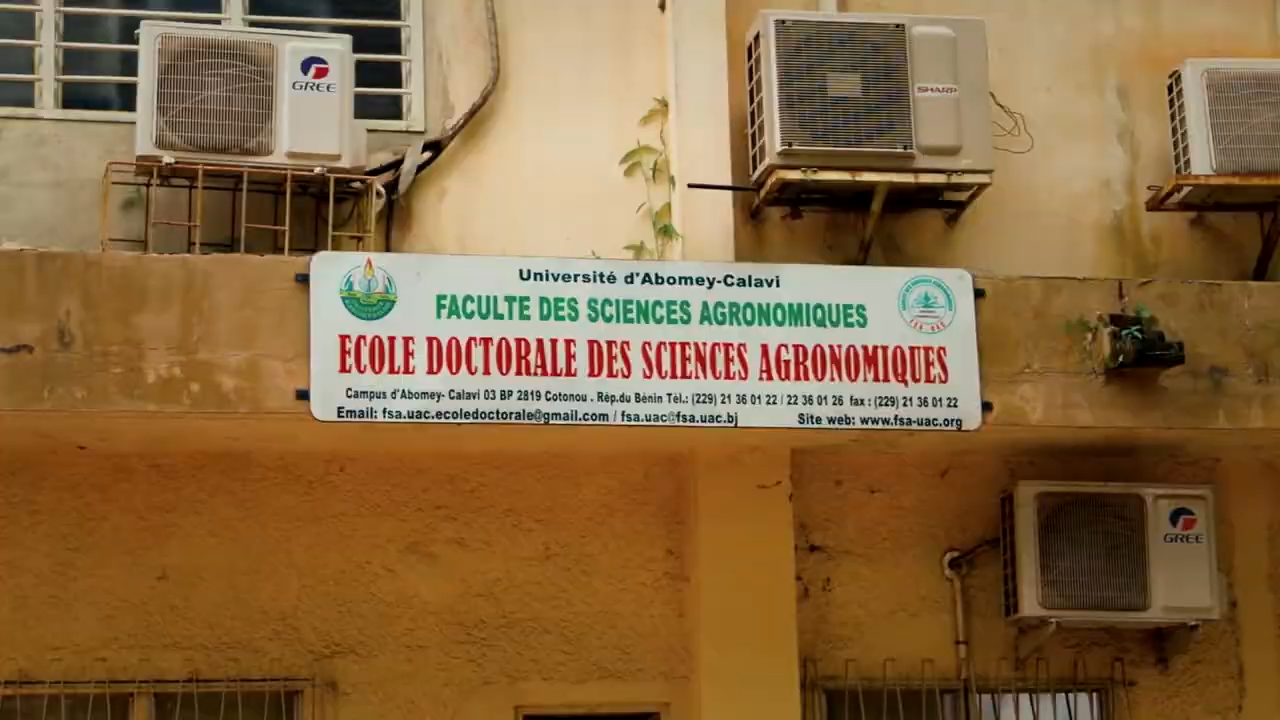 GREE
SHARP
Université d'Abomey-Calavi
FACULTE DES SCIENCES AGRONOMIQUES
ECOLE DOCTORALE DES SCIENCES AGRONOMIQUES
Campus d'Abomey- Calavi 03 BP 2819 Cotonou . Rép.du Bénin Tél.: (229) 21 36 01 22 / 22 36 01 26 fax : (229) 21 36 01 22
Email: fsa.uac.ecoledoctorale@gmail.com / fsa.uac@fsa.uac.bj Site web: www.fsa-uac.org
GREE